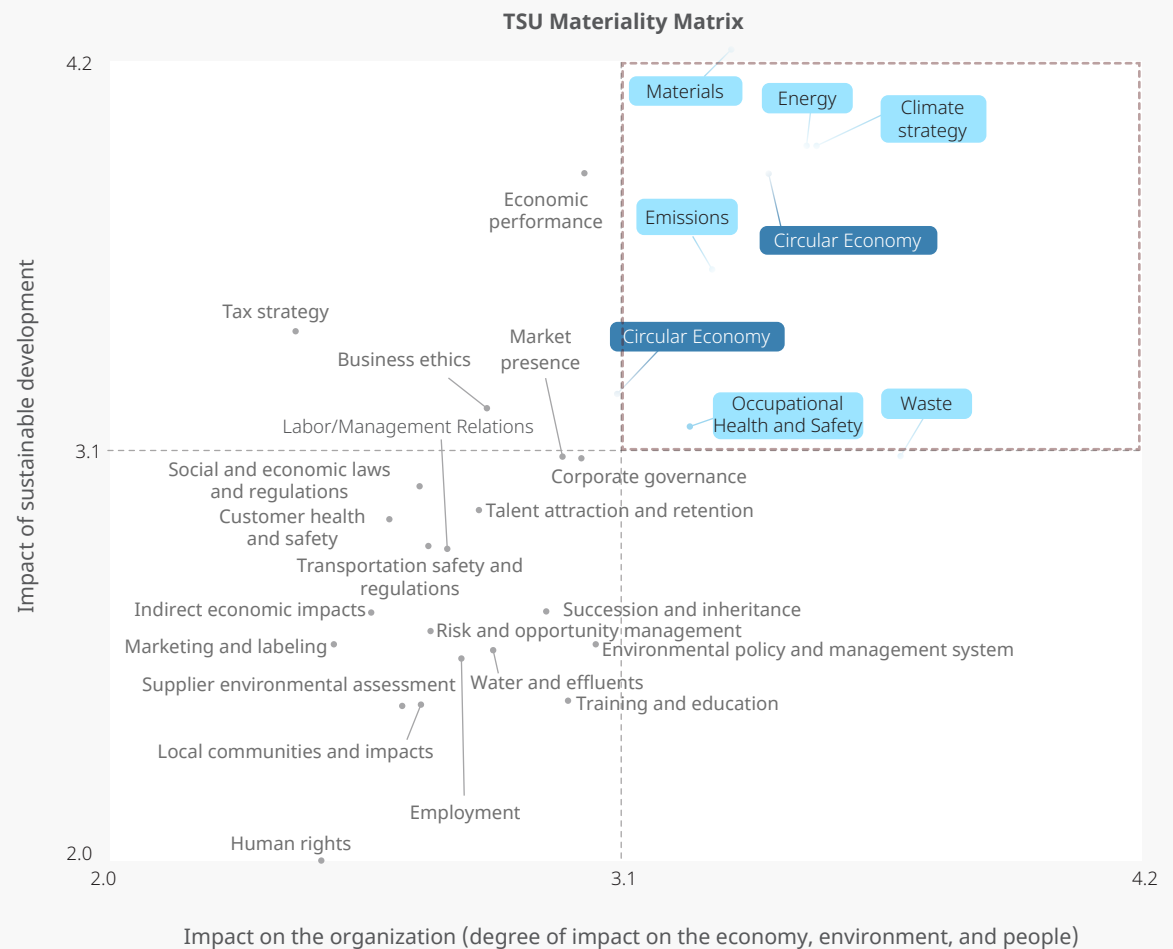 TSU Materiality Matrix
4.2
Materials
Energy
Climate
strategy
Economic
performance
Emissions
Circular Economy
Tax strategy
Market
presence
Circular Economy
Business ethics
Occupational
Health and Safety
Waste
Labor/Management Relations
3.1
Social and economic laws
and regulations
Corporate governance
Customer health
and safety
Talent attraction and retention
Transportation safety and
regulations
Indirect economic impacts
Succession and inheritance
Risk and opportunity management
Marketing and labeling
Environmental policy and management system
Supplier environmental assessment
Water and effluents
Training and education
Local communities and impacts
Employment
Human rights
2.0
2.0
3.1
4.2
Impact of sustainable development
Impact on the organization (degree of impact on the economy, environment, and people)